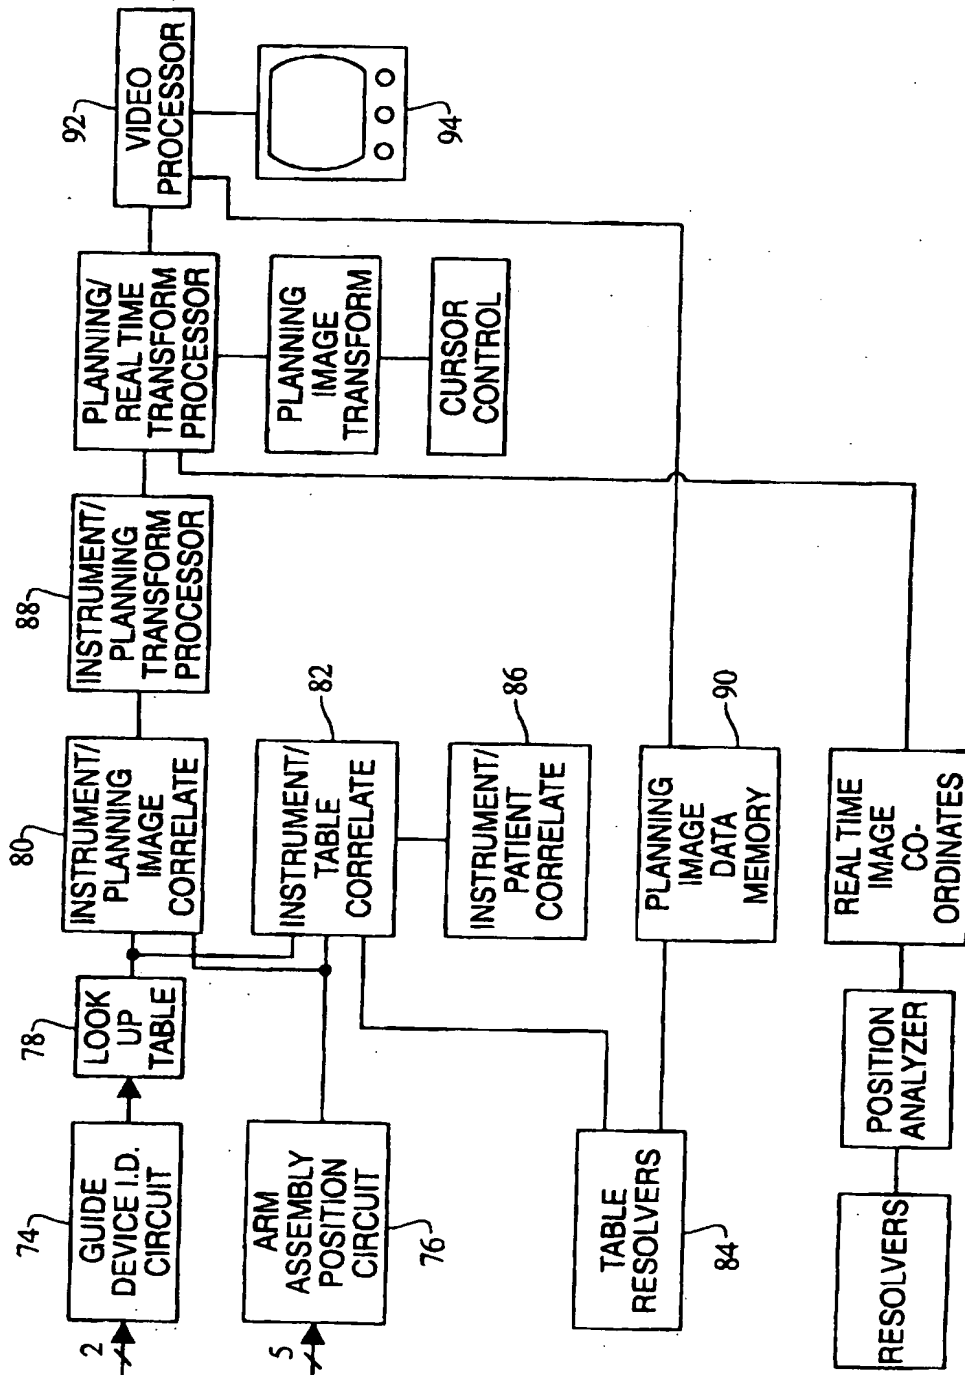 2
GUIDE
DEVICE I.D.
CIRCUIT
74
LOOK
UP
TABLE
78
INSTRUMENT/
PLANNING
IMAGE
CORRELATE
80
INSTRUMENT/
PLANNING
TRANSFORM
PROCESSOR
88
PLANNING/
REAL TIME
TRANSFORM
PROCESSOR
VIDEO
PROCESSOR
92
94
5
ARM
ASSEMBLY
POSITION
CIRCUIT
76
INSTRUMENT/
TABLE
CORRELATE
82
PLANNING
IMAGE
TRANSFORM
INSTRUMENT/
PATIENT
CORRELATE
86
CURSOR
CONTROL
TABLE
RESOLVERS
84
PLANNING
IMAGE
DATA
MEMORY
90
RESOLVERS
POSITION
ANALYZER
REAL TIME
IMAGE
CO-
ORDINATES